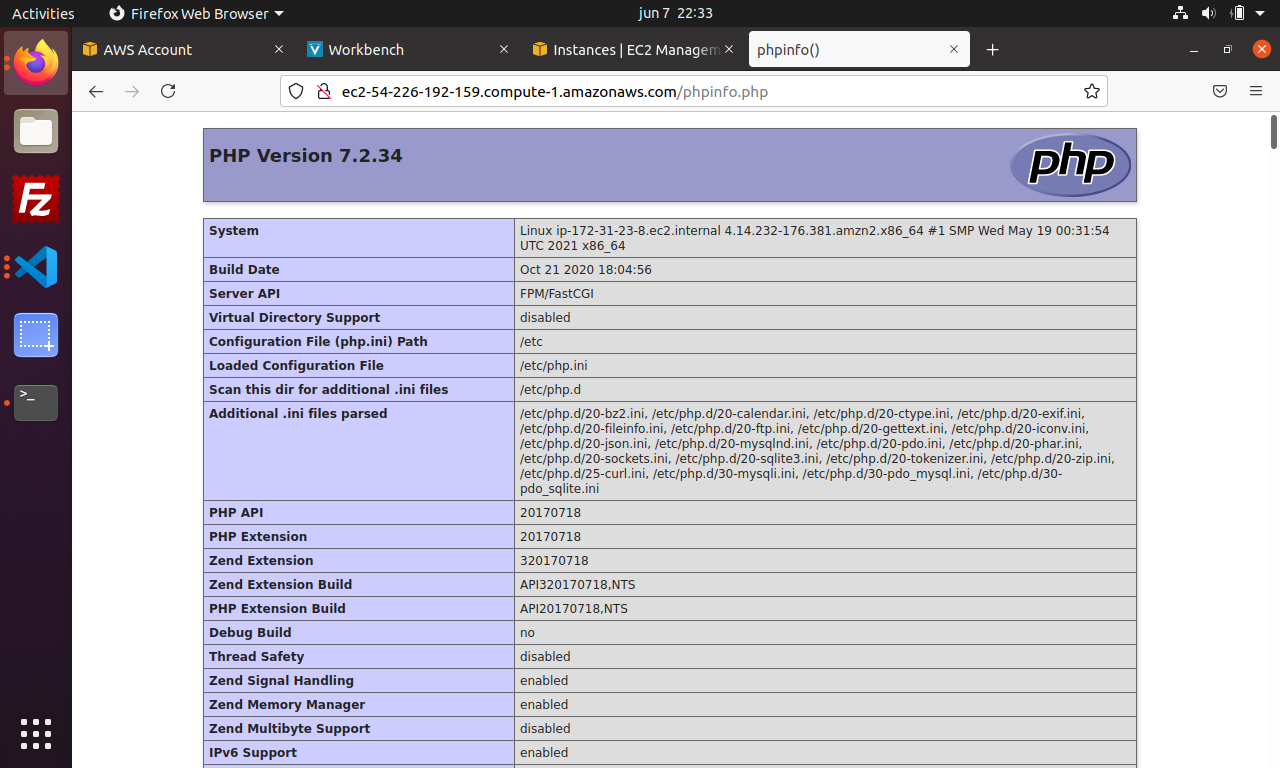 Activities
Firefox Web Browser
jun 7 22:33
AWS Account
Workbench
Instances | EC2 Managem
phpinfo()
ec2-54-226-192-159.compute-1.amazonaws.com/phpinfo.php
Fz
>_
PHP Version 7.2.34
php
System
Linux ip-172-31-23-8.ec2.internal 4.14.232-176.381.amzn2.x86_64 #1 SMP Wed May 19 00:31:54
UTC 2021 x86_64
Build Date
Oct 21 2020 18:04:56
Server API
FPM/FastCGI
Virtual Directory Support
disabled
Configuration File (php.ini) Path
/etc
Loaded Configuration File
/etc/php.ini
Scan this dir for additional .ini files
/etc/php.d
Additional .ini files parsed
/etc/php.d/20-bz2.ini, /etc/php.d/20-calendar.ini, /etc/php.d/20-ctype.ini, /etc/php.d/20-exif.ini,
/etc/php.d/20-fileinfo.ini, /etc/php.d/20-ftp.ini, /etc/php.d/20-gettext.ini, /etc/php.d/20-iconv.ini,
/etc/php.d/20-json.ini, /etc/php.d/20-mysqlnd.ini, /etc/php.d/20-pdo.ini, /etc/php.d/20-phar.ini,
/etc/php.d/20-sockets.ini, /etc/php.d/20-sqlite3.ini, /etc/php.d/20-tokenizer.ini, /etc/php.d/20-zip.ini,
/etc/php.d/25-curl.ini, /etc/php.d/30-mysqli.ini, /etc/php.d/30-pdo_mysql.ini, /etc/php.d/30-
pdo_sqlite.ini
PHP API
20170718
PHP Extension
20170718
Zend Extension
320170718
Zend Extension Build
API320170718,NTS
PHP Extension Build
API20170718,NTS
Debug Build
no
Thread Safety
disabled
Zend Signal Handling
enabled
Zend Memory Manager
enabled
Zend Multibyte Support
disabled
IPv6 Support
enabled